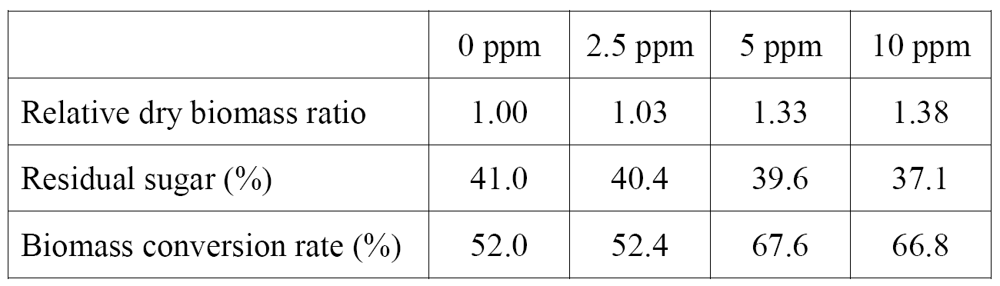 0 ppm 2.5 ppm 5 ppm 10 ppm
Relative dry biomass ratio 1.00 1.03 1.33 1.38
Residual sugar (%) 41.0 40.4 39.6 37.1
Biomass conversion rate (%) 52.0 52.4 67.6 66.8